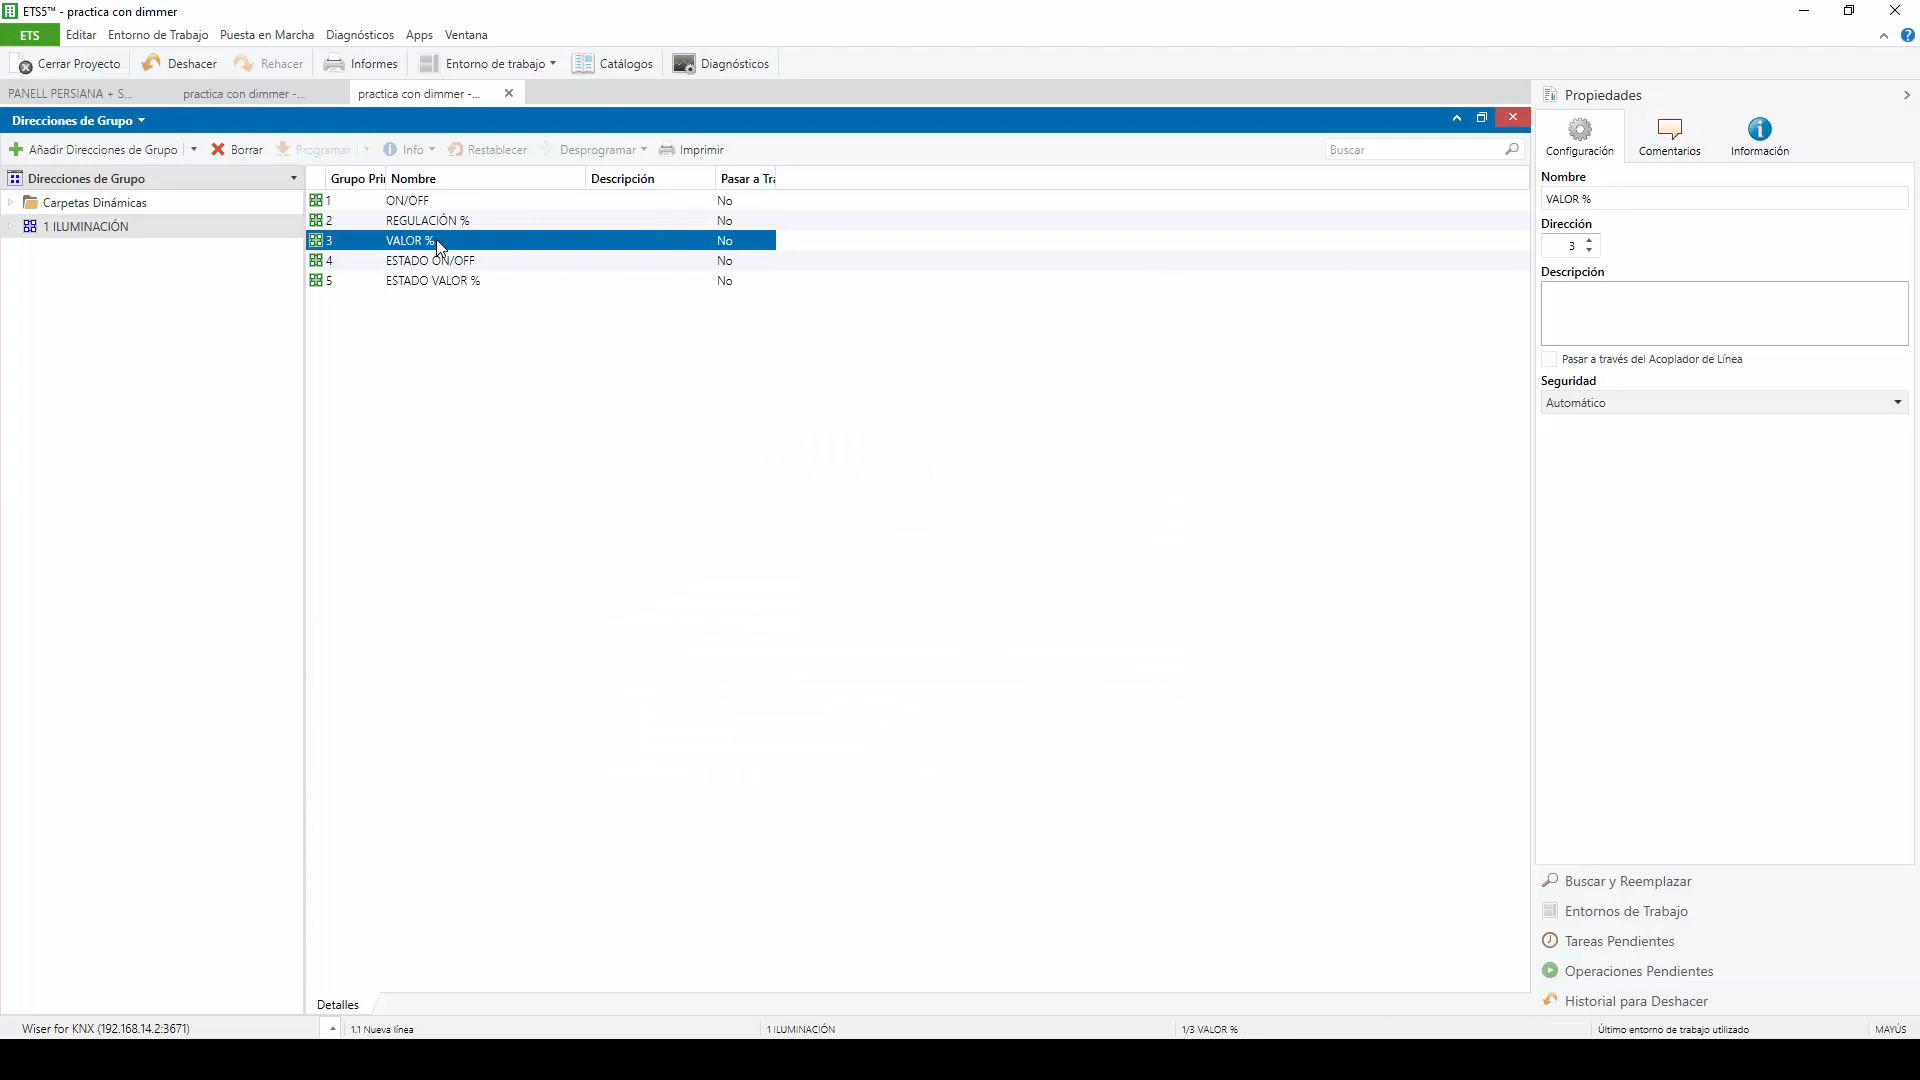 ETS5™ - practica con dimmer
ETS Editar Entorno de Trabajo Puesta en Marcha Diagnósticos Apps Ventana
Cerrar Proyecto Deshacer Rehacer Informes Entorno de trabajo Catálogos Diagnósticos
PANELL PERSIANA + S... practica con dimmer -... practica con dimmer -...
Propiedades
Direcciones de Grupo
Configuración Comentarios Información
Añadir Direcciones de Grupo Borrar Programar Info Restablecer Desprogramar Imprimir Buscar
Direcciones de Grupo
Grupo Pri Nombre Descripción Pasar a Tra
Nombre
Carpetas Dinámicas
1 ON/OFF No
VALOR %
1 ILUMINACIÓN
2 REGULACIÓN % No
Dirección
3 VALOR % No
3
4 ESTADO ON/OFF No
Descripción
5 ESTADO VALOR % No
Pasar a través del Acoplador de Línea
Seguridad
Automático
Buscar y Reemplazar
Entornos de Trabajo
Tareas Pendientes
Operaciones Pendientes
Historial para Deshacer
Detalles
Wiser for KNX (192.168.14.2:3671) 1.1 Nueva línea 1 ILUMINACIÓN 1/3 VALOR % Último entorno de trabajo utilizado MAYÚS